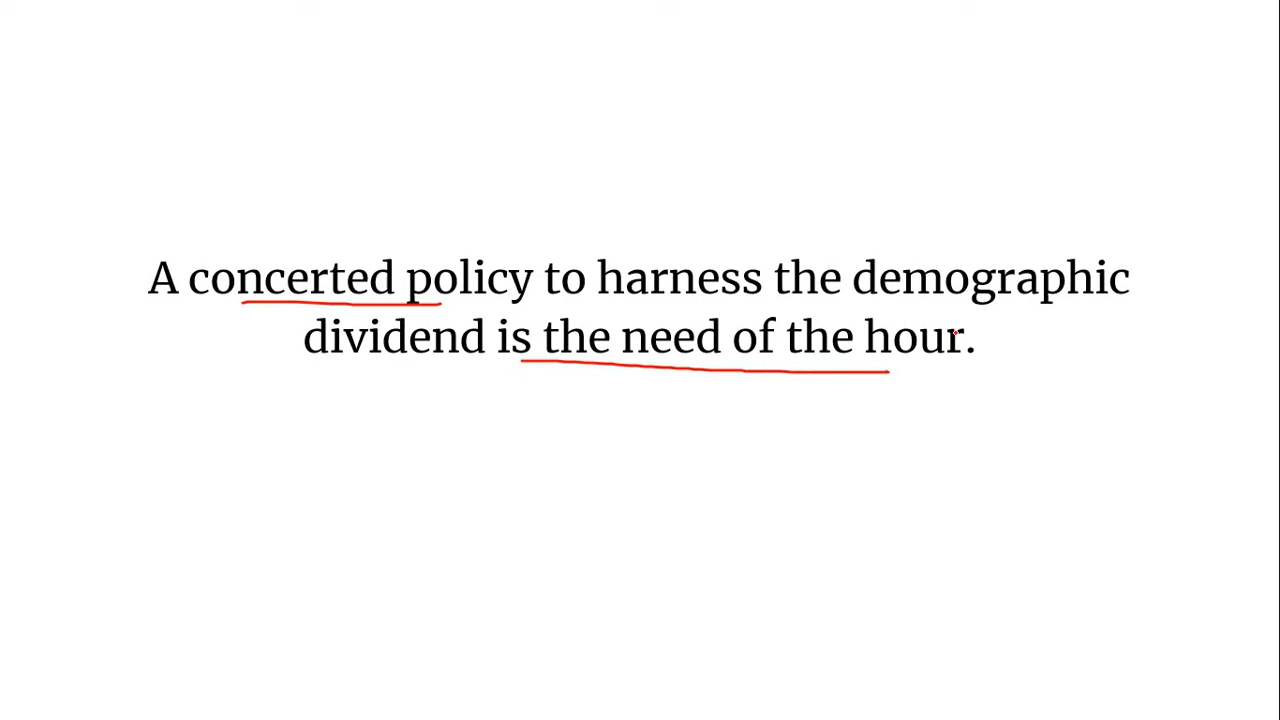 A concerted policy to harness the demographic
dividend is the need of the hour.